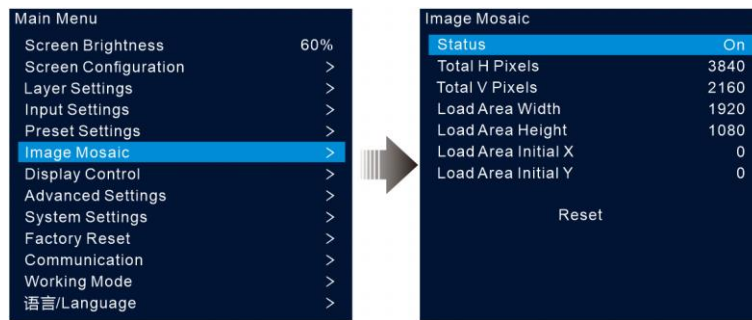 Main Menu
Screen Brightness 60%
Screen Configuration >
Layer Settings >
Input Settings >
Preset Settings >
Image Mosaic >
Display Control >
Advanced Settings >
System Settings >
Factory Reset >
Communication >
Working Mode >
语言/Language >
Image Mosaic
Status On
Total H Pixels 3840
Total V Pixels 2160
Load Area Width 1920
Load Area Height 1080
Load Area Initial X 0
Load Area Initial Y 0
Reset